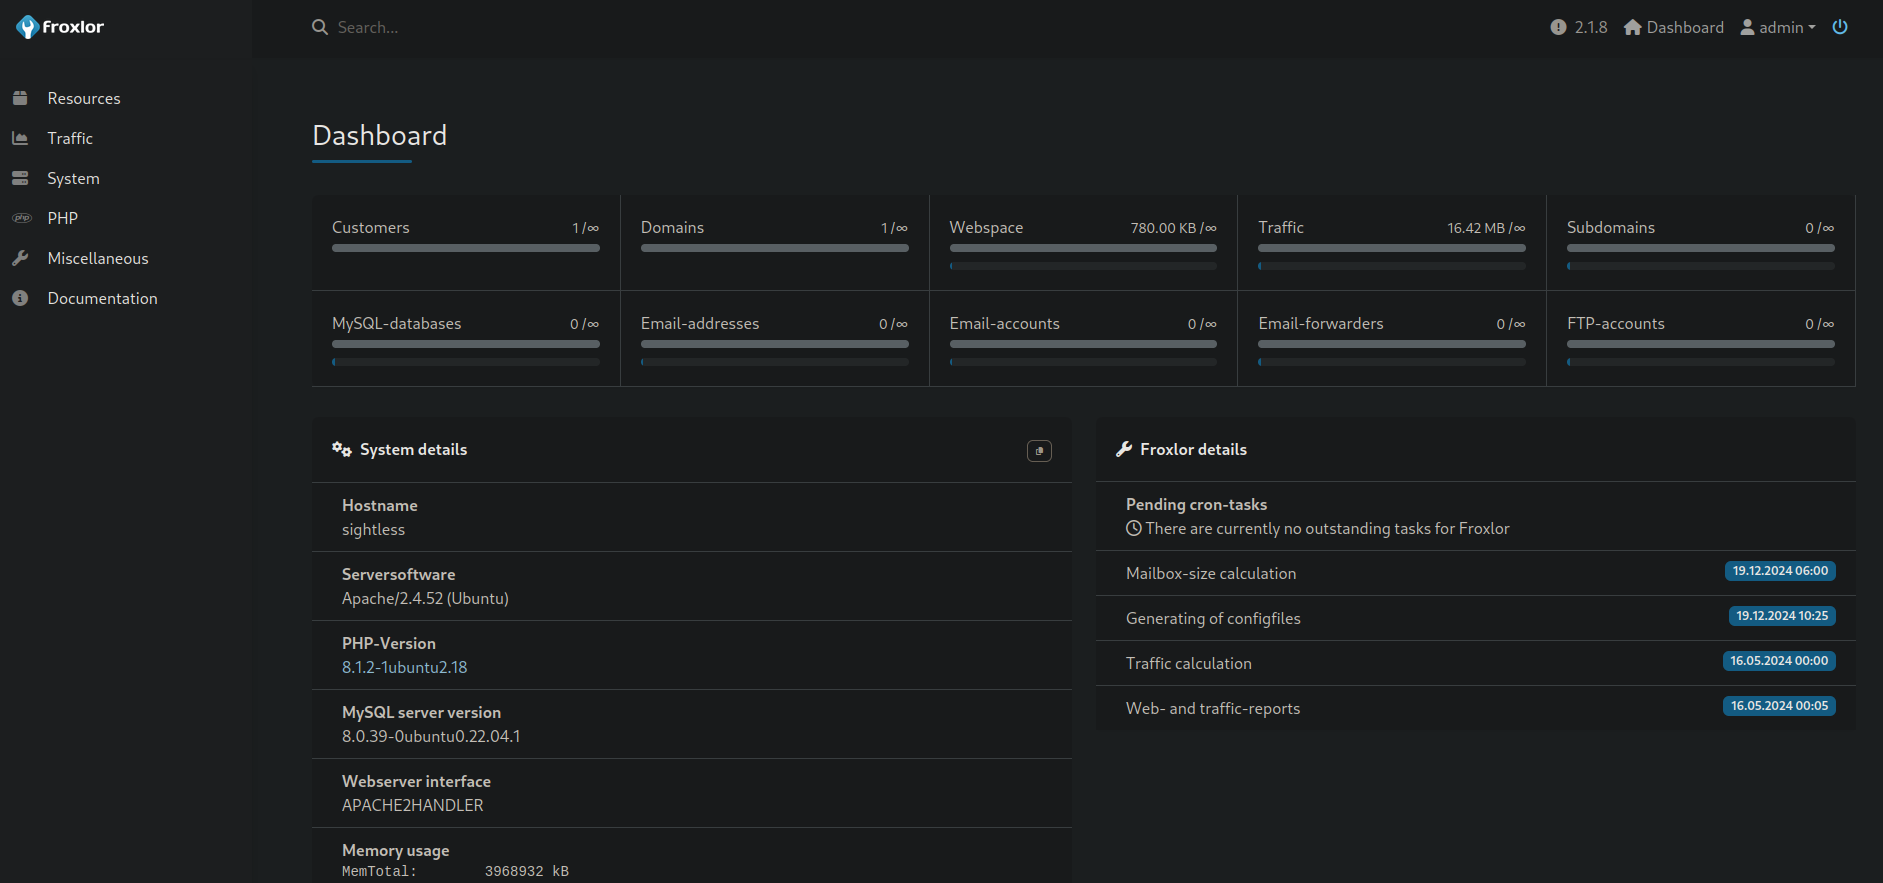 froxlor
Search...
2.1.8 Dashboard admin
Resources
Traffic
System
php PHP
Miscellaneous
Documentation
Dashboard
Customers 1 /∞
Domains 1 /∞
Webspace 780.00 KB /∞
Traffic 16.42 MB /∞
Subdomains 0 /∞
MySQL-databases 0 /∞
Email-addresses 0 /∞
Email-accounts 0 /∞
Email-forwarders 0 /∞
FTP-accounts 0 /∞
System details
Hostname
sightless
Serversoftware
Apache/2.4.52 (Ubuntu)
PHP-Version
8.1.2-1ubuntu2.18
MySQL server version
8.0.39-0ubuntu0.22.04.1
Webserver interface
APACHE2HANDLER
Memory usage
MemTotal: 3968932 kB
Froxlor details
Pending cron-tasks
There are currently no outstanding tasks for Froxlor
Mailbox-size calculation 19.12.2024 06:00
Generating of configfiles 19.12.2024 10:25
Traffic calculation 16.05.2024 00:00
Web- and traffic-reports 16.05.2024 00:05